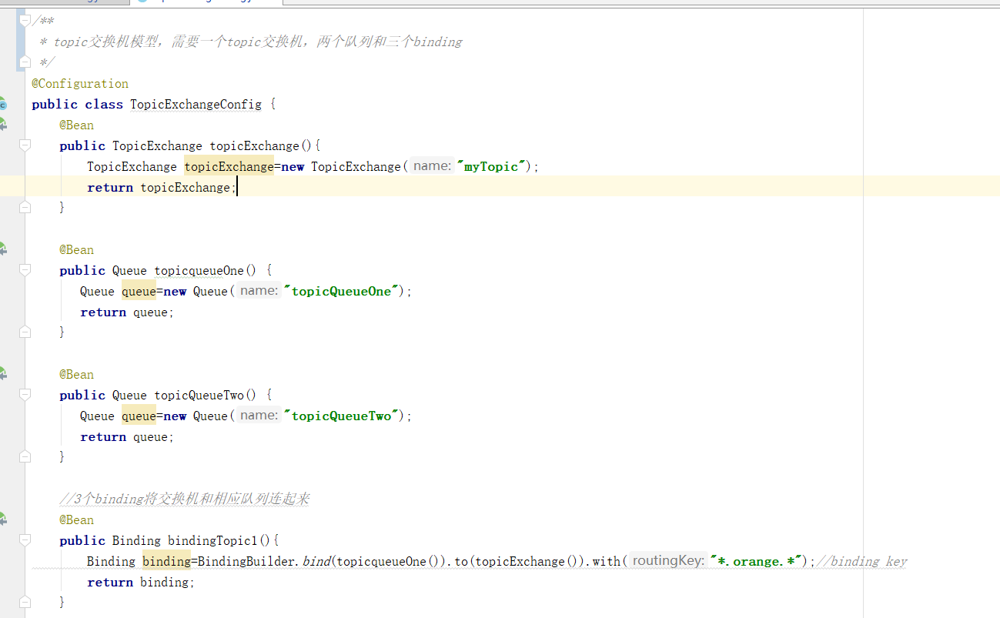 /**
* topic交换机模型，需要一个topic交换机，两个队列和三个binding
*/
@Configuration
public class TopicExchangeConfig {
@Bean
public TopicExchange topicExchange(){
TopicExchange topicExchange=new TopicExchange( name: "myTopic");
return topicExchange;
}
@Bean
public Queue topicqueueOne() {
Queue queue=new Queue( name: "topicQueueOne");
return queue;
}
@Bean
public Queue topicQueueTwo() {
Queue queue=new Queue( name: "topicQueueTwo");
return queue;
}
//3个binding将交换机和相应队列连起来
@Bean
public Binding bindingTopic1(){
Binding binding=BindingBuilder.bind(topicqueueOne()).to(topicExchange()).with( routingKey: "*.orange.*");//binding key
return binding;
}